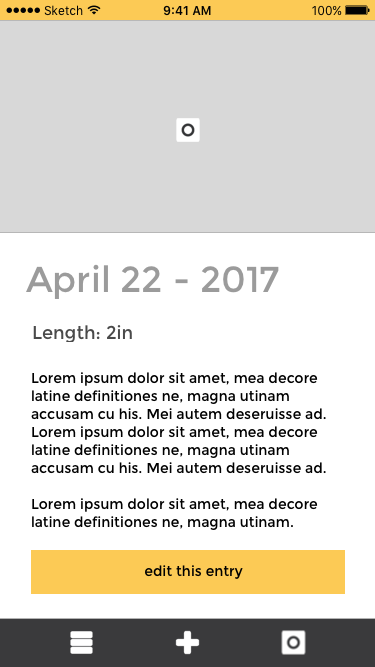 Sketch 9:41 AM 100%
April 22 - 2017
Length: 2in
Lorem ipsum dolor sit amet, mea decore
latine definitiones ne, magna utinam
accusam cu his. Mei autem deseruisse ad.
Lorem ipsum dolor sit amet, mea decore
latine definitiones ne, magna utinam
accusam cu his. Mei autem deseruisse ad.
Lorem ipsum dolor sit amet, mea decore
latine definitiones ne, magna utinam.
edit this entry